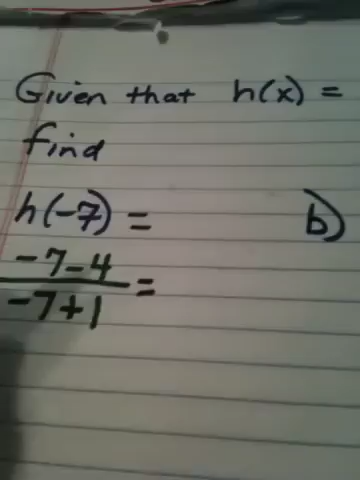 Given that h(x) =
find
h(-7) = b)
-7-4
-7+1 =